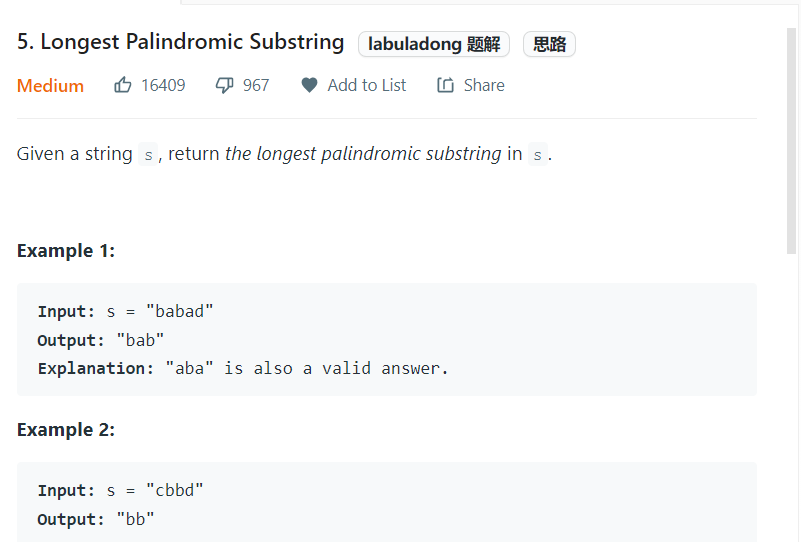 5. Longest Palindromic Substring labuladong 题解 思路
Medium 16409 967 Add to List Share
Given a string s, return the longest palindromic substring in s.
Example 1:
Input: s = "babad"
Output: "bab"
Explanation: "aba" is also a valid answer.
Example 2:
Input: s = "cbbd"
Output: "bb"